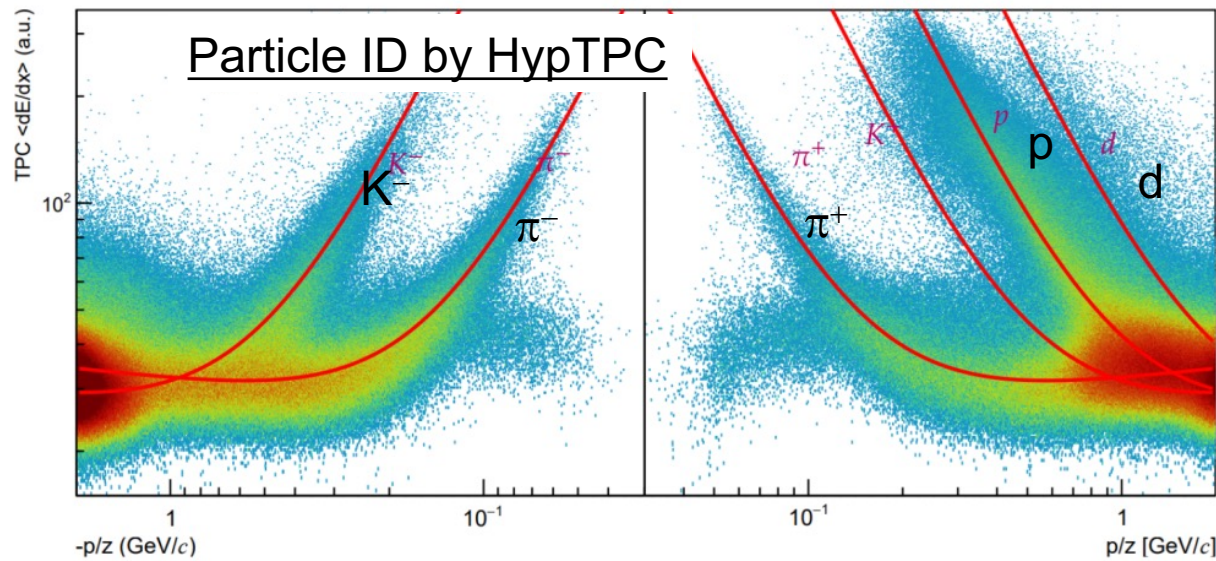 Particle ID by HypTPC
TPC <dE/dx> (a.u.)
10²
K⁻
K⁻
π⁻
π⁻
π⁺
π⁺
K⁺
p
p
d
d
1
10⁻¹
10⁻¹
1
-p/z (GeV/c)
p/z [GeV/c]